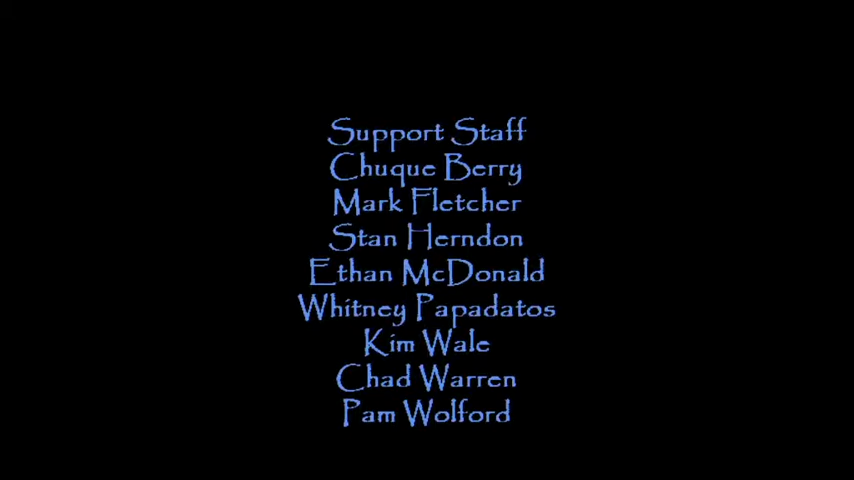 Support Staff
Chuque Berry
Mark Fletcher
Stan Herndon
Ethan McDonald
Whitney Papadatos
Kim Wale
Chad Warren
Pam Wolford